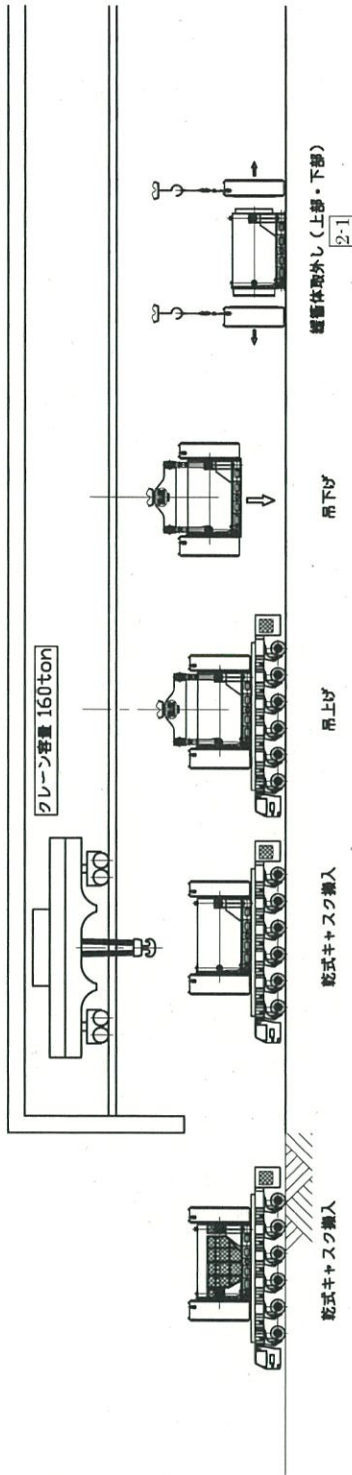 クレーン容量 160ton
乾式キャスク搬入
乾式キャスク搬入
吊上げ
吊下げ
緩衝体取外し(上部・下部)
2-1